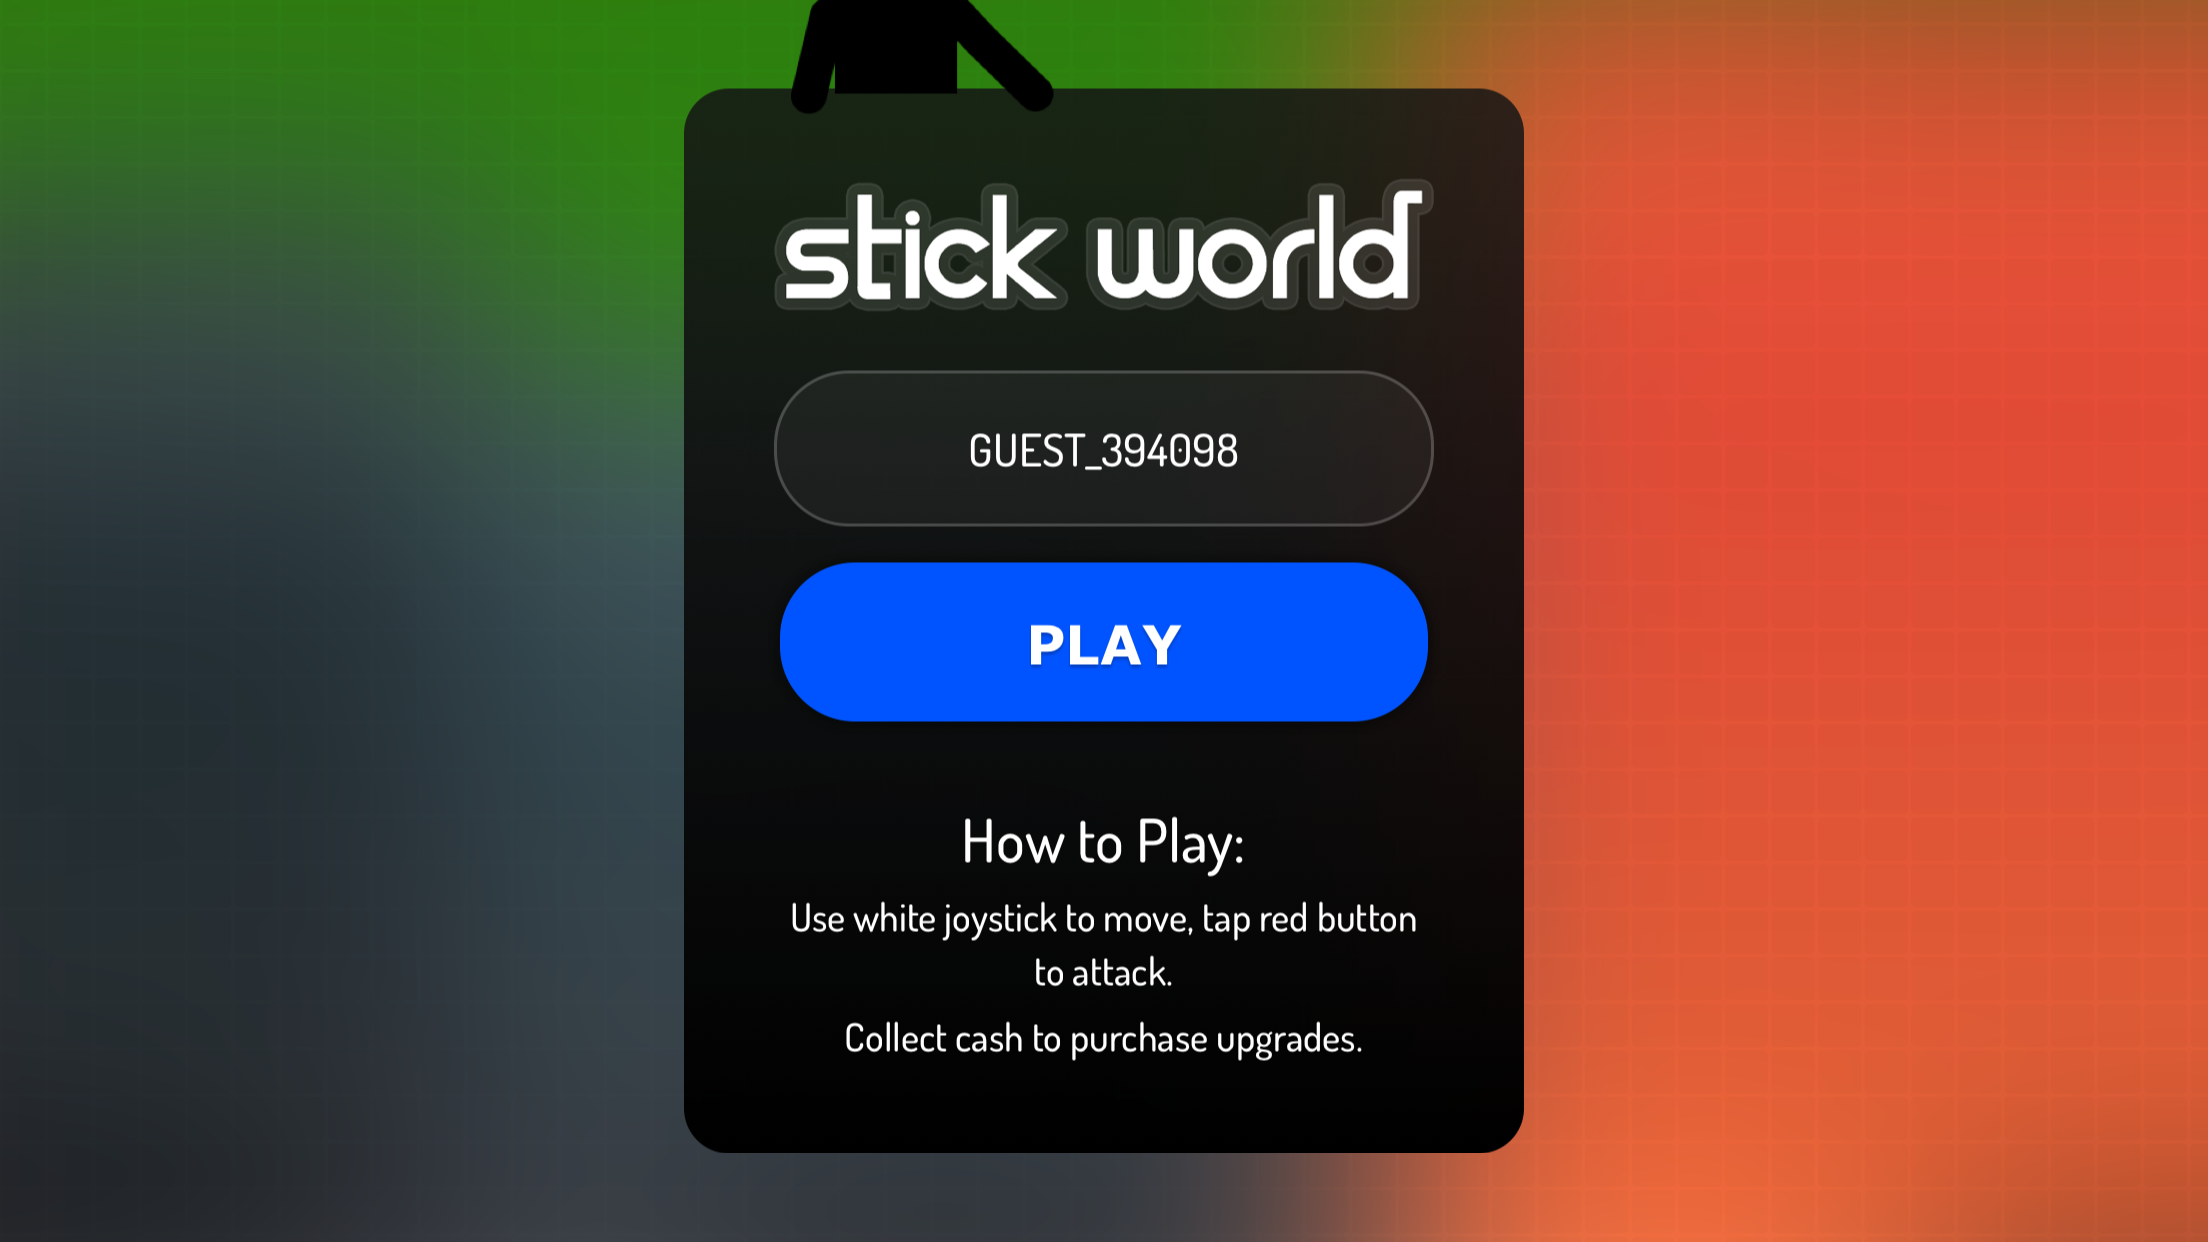 stick world
GUEST_394098
PLAY
How to Play:
Use white joystick to move, tap red button
to attack.
Collect cash to purchase upgrades.